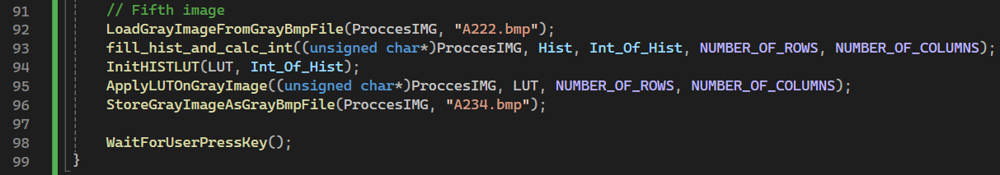 91 // Fifth image
92 LoadGrayImageFromGrayBmpFile(ProccesIMG, "A222.bmp");
93 fill_hist_and_calc_int((unsigned char*)ProccesIMG, Hist, Int_Of_Hist, NUMBER_OF_ROWS, NUMBER_OF_COLUMNS);
94 InitHISTLUT(LUT, Int_Of_Hist);
95 ApplyLUTOnGrayImage((unsigned char*)ProccesIMG, LUT, NUMBER_OF_ROWS, NUMBER_OF_COLUMNS);
96 StoreGrayImageAsGrayBmpFile(ProccesIMG, "A234.bmp");
97
98 WaitForUserPressKey();
99 }